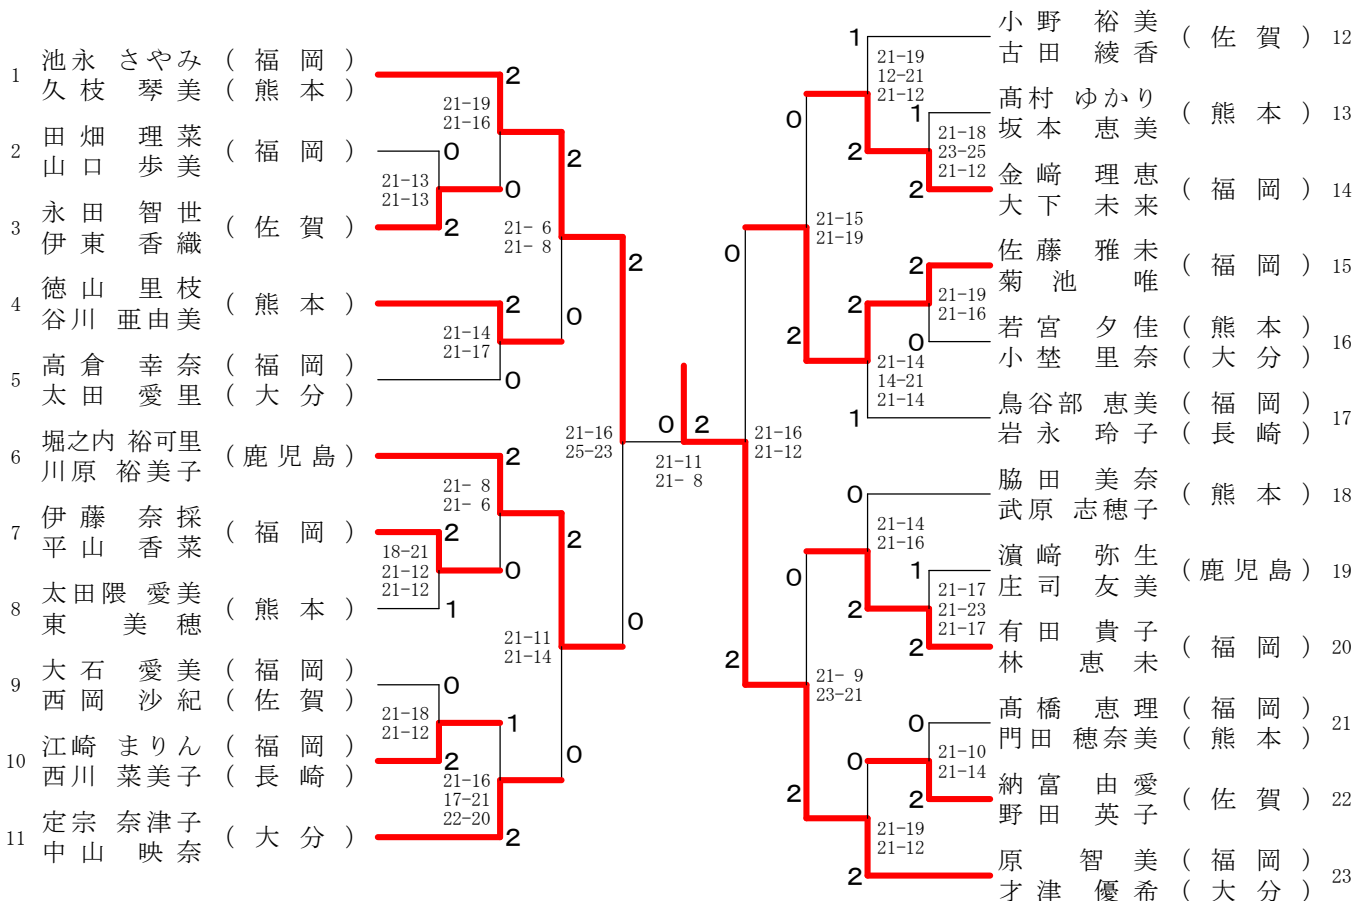 1 池永 さやみ ( 福岡 )
久枝 琴美 ( 熊本 )
2 田畑 理菜 ( 福岡 )
山口 歩美
3 永田 智世 ( 佐賀 )
伊東 香織
4 徳山 里枝 ( 熊本 )
谷川 亜由美
5 高倉 幸奈 ( 福岡 )
太田 愛里 ( 大分 )
6 堀之内 裕可里 ( 鹿児島 )
川原 裕美子
7 伊藤 奈採 ( 福岡 )
平山 香菜
8 太田隈 愛美 ( 熊本 )
東 美穂
9 大石 愛美 ( 福岡 )
西岡 沙紀 ( 佐賀 )
10 江崎 まりん ( 福岡 )
西川 菜美子 ( 長崎 )
11 定宗 奈津子 ( 大分 )
中山 映奈
2
21-19
21-16
0
21-13
21-13
0
2
2
21- 6
21- 8
2
21-14
21-17
0
0
2
21-16
25-23
2
21- 8
21- 6
2
18-21
21-12
21-12
0
1
2
21-11
21-14
0
0
21-18
21-12
2
1
21-16
17-21
22-20
2
0
0
2
21-11
21- 8
小野 裕美 ( 佐賀 ) 12
古田 綾香
髙村 ゆかり ( 熊本 ) 13
坂本 恵美
金﨑 理恵 ( 福岡 ) 14
大下 未来
佐藤 雅未 ( 福岡 ) 15
菊池 唯
若宮 夕佳 ( 熊本 ) 16
小埜 里奈 ( 大分 )
鳥谷部 恵美 ( 福岡 ) 17
岩永 玲子 ( 長崎 )
脇田 美奈 ( 熊本 ) 18
武原 志穂子
濵﨑 弥生 ( 鹿児島 ) 19
庄司 友美
有田 貴子 ( 福岡 ) 20
林 恵未
髙橋 恵理 ( 福岡 ) 21
門田 穂奈美 ( 熊本 )
納富 由愛 ( 佐賀 ) 22
野田 英子
原 智美 ( 福岡 ) 23
才津 優希 ( 大分 )
1
21-19
12-21
21-12
1
21-18
23-25
21-12
2
2
0
21-15
21-19
2
21-19
21-16
0
2
2
21-14
14-21
21-14
1
0
21-16
21-12
0
21-14
21-16
1
21-17
21-23
21-17
2
2
0
2
21- 9
23-21
0
21-10
21-14
0
2
2
21-19
21-12
2